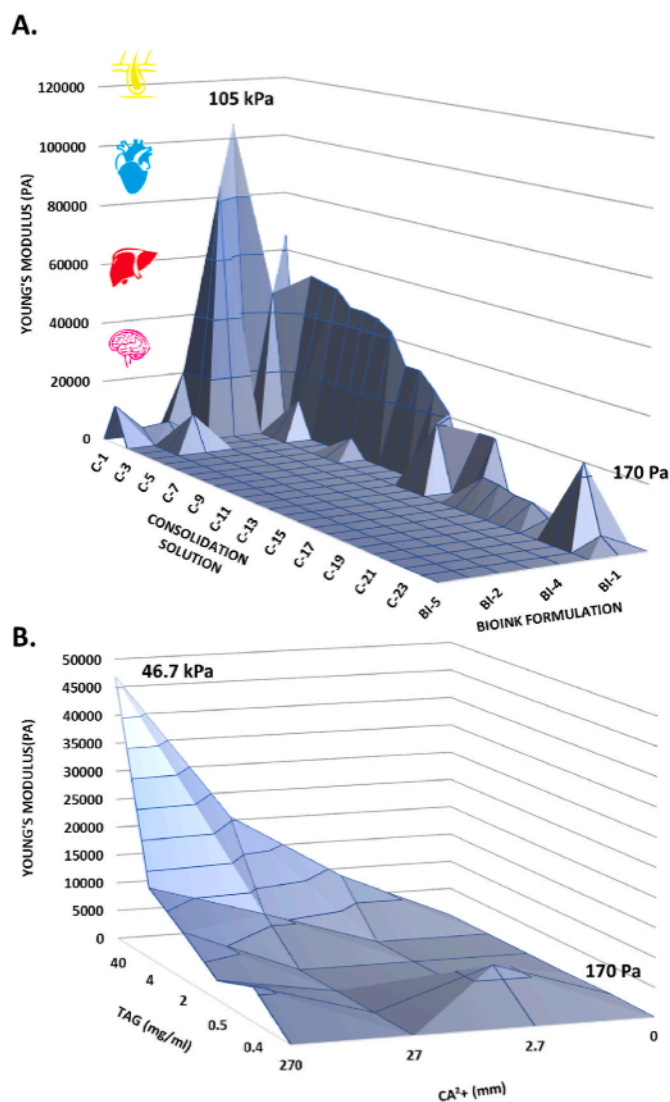 A.
120000
105 kPa
100000
80000
60000
40000
20000
0
YOUNG'S MODULUS (PA)
170 Pa
C-1
C-3
C-5
C-7
C-9
C-11
C-13
C-15
C-17
C-19
C-21
C-23
CONSOLIDATION
SOLUTION
BI-5
BI-2
BI-4
BI-1
BIOINK FORMULATION
B.
50000
46.7 kPa
45000
40000
35000
30000
25000
20000
15000
10000
5000
0
YOUNG'S MODULUS(PA)
170 Pa
40
4
2
0.5
0.4
TAG (mg/ml)
270
27
2.7
0
CA²+ (mm)